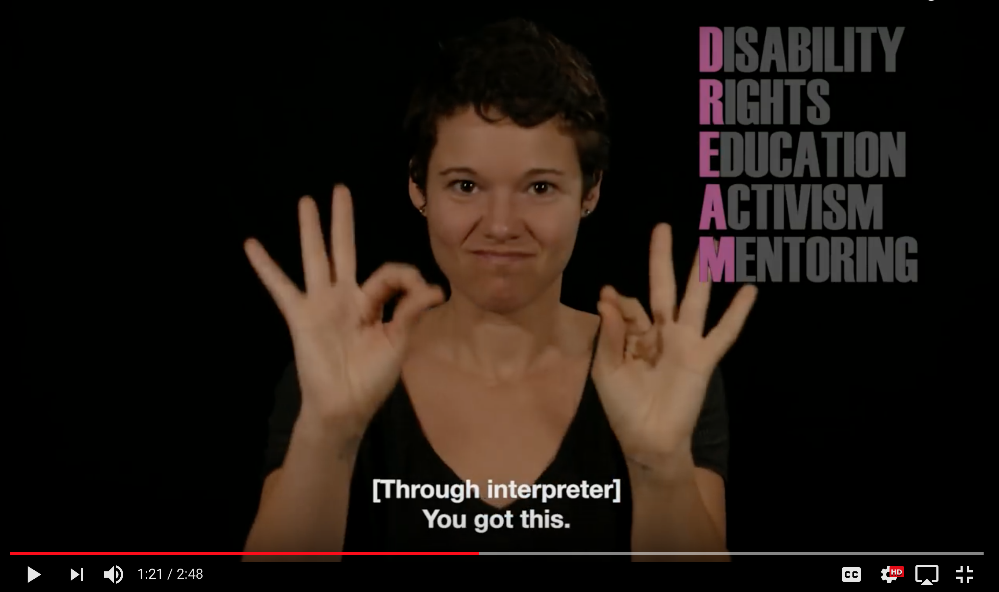 DISABILITY
RIGHTS
EDUCATION
ACTIVISM
MENTORING
[Through interpreter]
You got this.
1:21 / 2:48
CC
HD